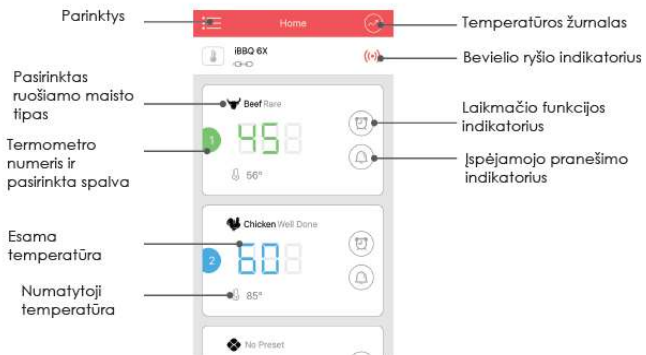 Parinktys
Home
Temperatūros žurnalas
iBBQ 6X
Bevielio ryšio indikatorius
Pasirinktas
ruošiamo maisto
tipas
Beef Rare
Laikmačio funkcijos
indikatorius
Termometro
numeris ir
pasirinkta spalva
1
45
56°
Įspėjamojo pranešimo
indikatorius
Chicken Well Done
Esama
temperatūra
2
60
Numatytoji
temperatūra
85°
No Preset